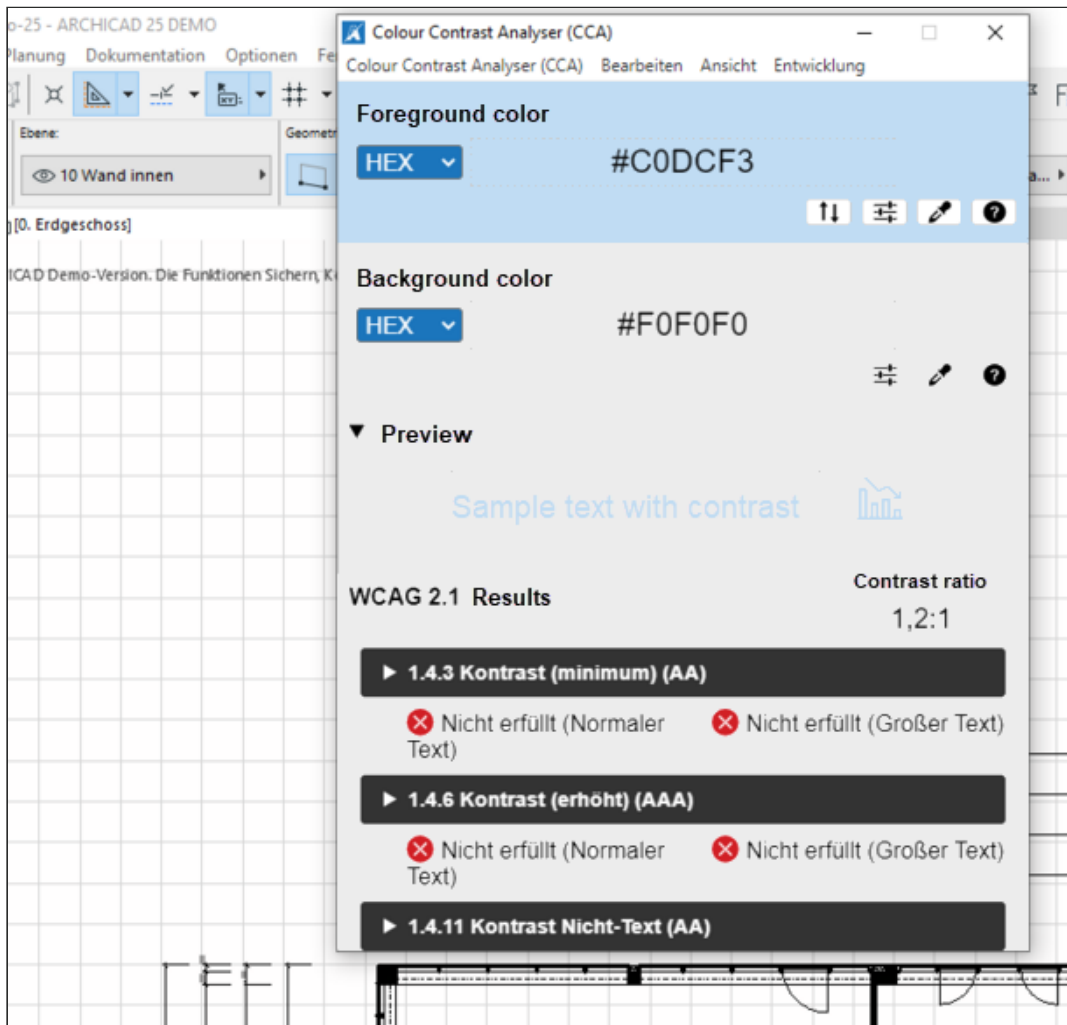 o-25 - ARCHICAD 25 DEMO
Planung Dokumentation Optionen Fe
Ebene:
Geometr
10 Wand innen
a...
[0. Erdgeschoss]
ICAD Demo-Version. Die Funktionen Sichern, K
Colour Contrast Analyser (CCA)
Colour Contrast Analyser (CCA) Bearbeiten Ansicht Entwicklung
Foreground color
HEX #C0DCF3
Background color
HEX #F0F0F0
Preview
Sample text with contrast
WCAG 2.1 Results
Contrast ratio
1,2:1
1.4.3 Kontrast (minimum) (AA)
Nicht erfüllt (Normaler Text)
Nicht erfüllt (Großer Text)
1.4.6 Kontrast (erhöht) (AAA)
Nicht erfüllt (Normaler Text)
Nicht erfüllt (Großer Text)
1.4.11 Kontrast Nicht-Text (AA)